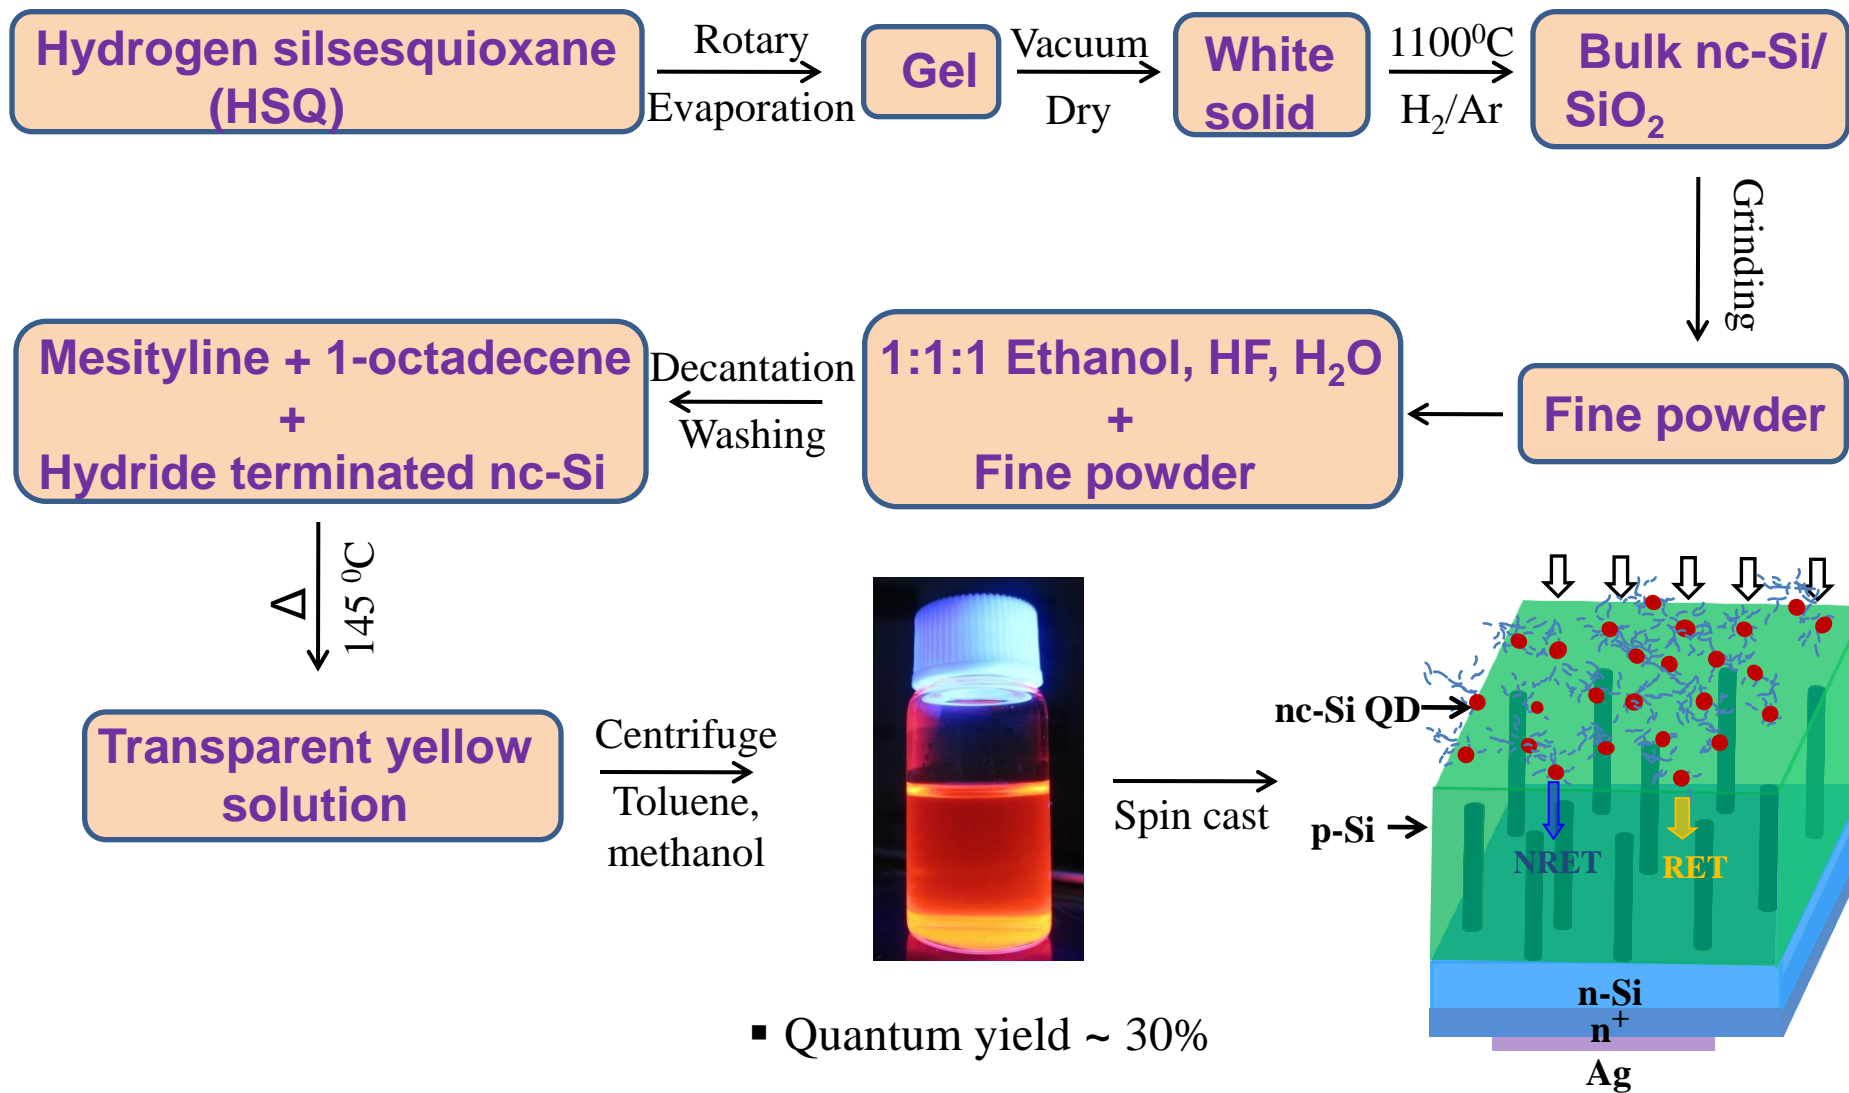 Hydrogen silsesquioxane
(HSQ)
Rotary
Evaporation
Gel
Vacuum
Dry
White
solid
1100⁰C
H₂/Ar
Bulk nc-Si/
SiO₂
Grinding
Fine powder
1:1:1 Ethanol, HF, H₂O
+
Fine powder
Decantation
Washing
Mesityline + 1-octadecene
+
Hydride terminated nc-Si
Δ
145 ⁰C
Transparent yellow
solution
Centrifuge
Toluene,
methanol
Spin cast
nc-Si QD
p-Si
NRET
RET
n-Si
n⁺
Ag
▪ Quantum yield ~ 30%